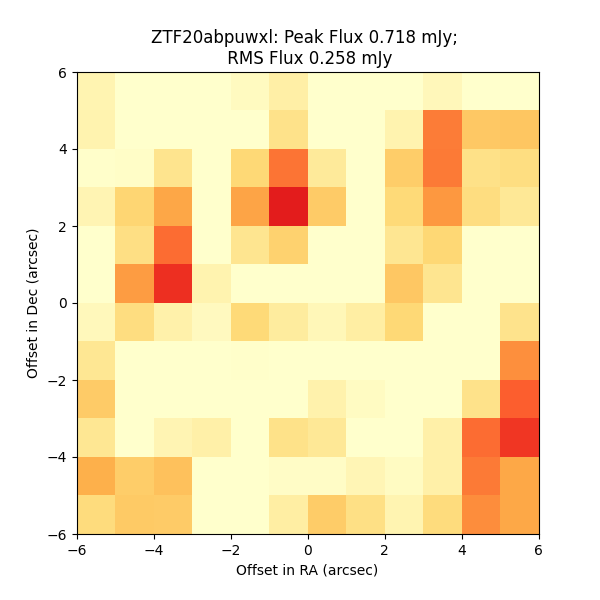 ZTF20abpuwxl: Peak Flux 0.718 mJy;
RMS Flux 0.258 mJy
6
4
2
0
−2
−4
−6
Offset in Dec (arcsec)
−6 −4 −2 0 2 4 6
Offset in RA (arcsec)